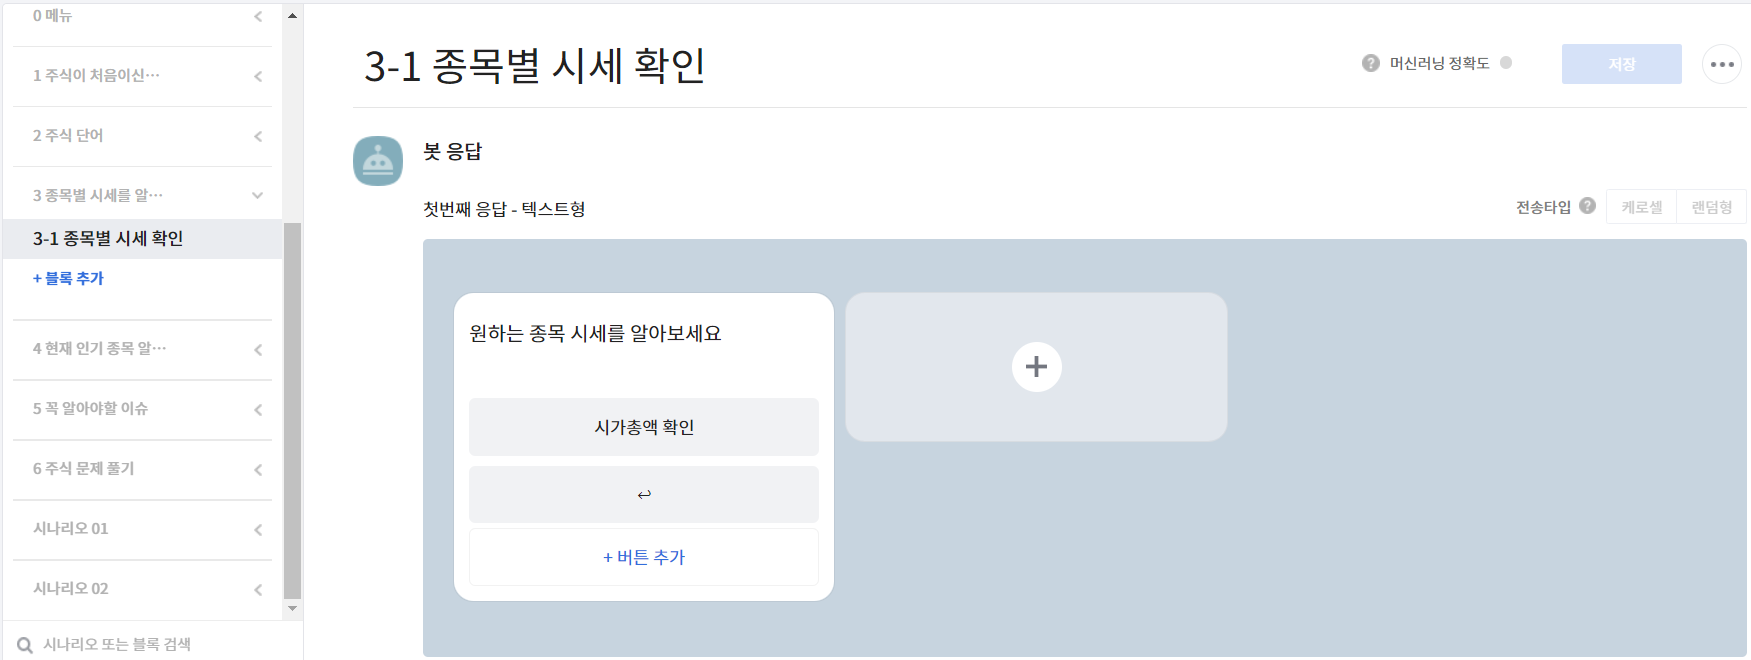 0 메뉴
1 주식이 처음이신…
2 주식 단어
3 종목별 시세를 알…
3-1 종목별 시세 확인
+ 블록 추가
4 현재 인기 종목 알…
5 꼭 알아야할 이슈
6 주식 문제 풀기
시나리오 01
시나리오 02
시나리오 또는 블록 검색
3-1 종목별 시세 확인
머신러닝 정확도
저장
봇 응답
첫번째 응답 - 텍스트형
전송타입
케로셀
랜덤형
원하는 종목 시세를 알아보세요
시가총액 확인
↩
+ 버튼 추가